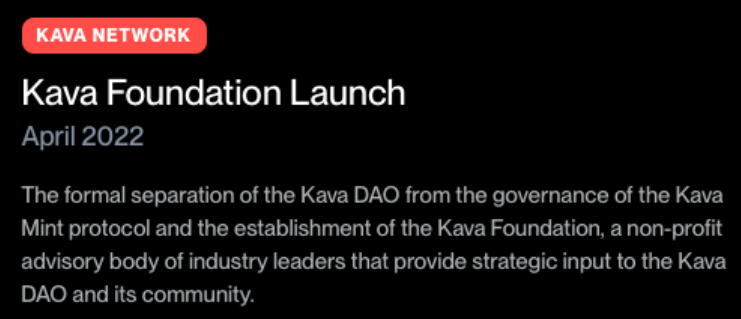 KAVA NETWORK
Kava Foundation Launch
April 2022
The formal separation of the Kava DAO from the governance of the Kava
Mint protocol and the establishment of the Kava Foundation, a non-profit
advisory body of industry leaders that provide strategic input to the Kava
DAO and its community.